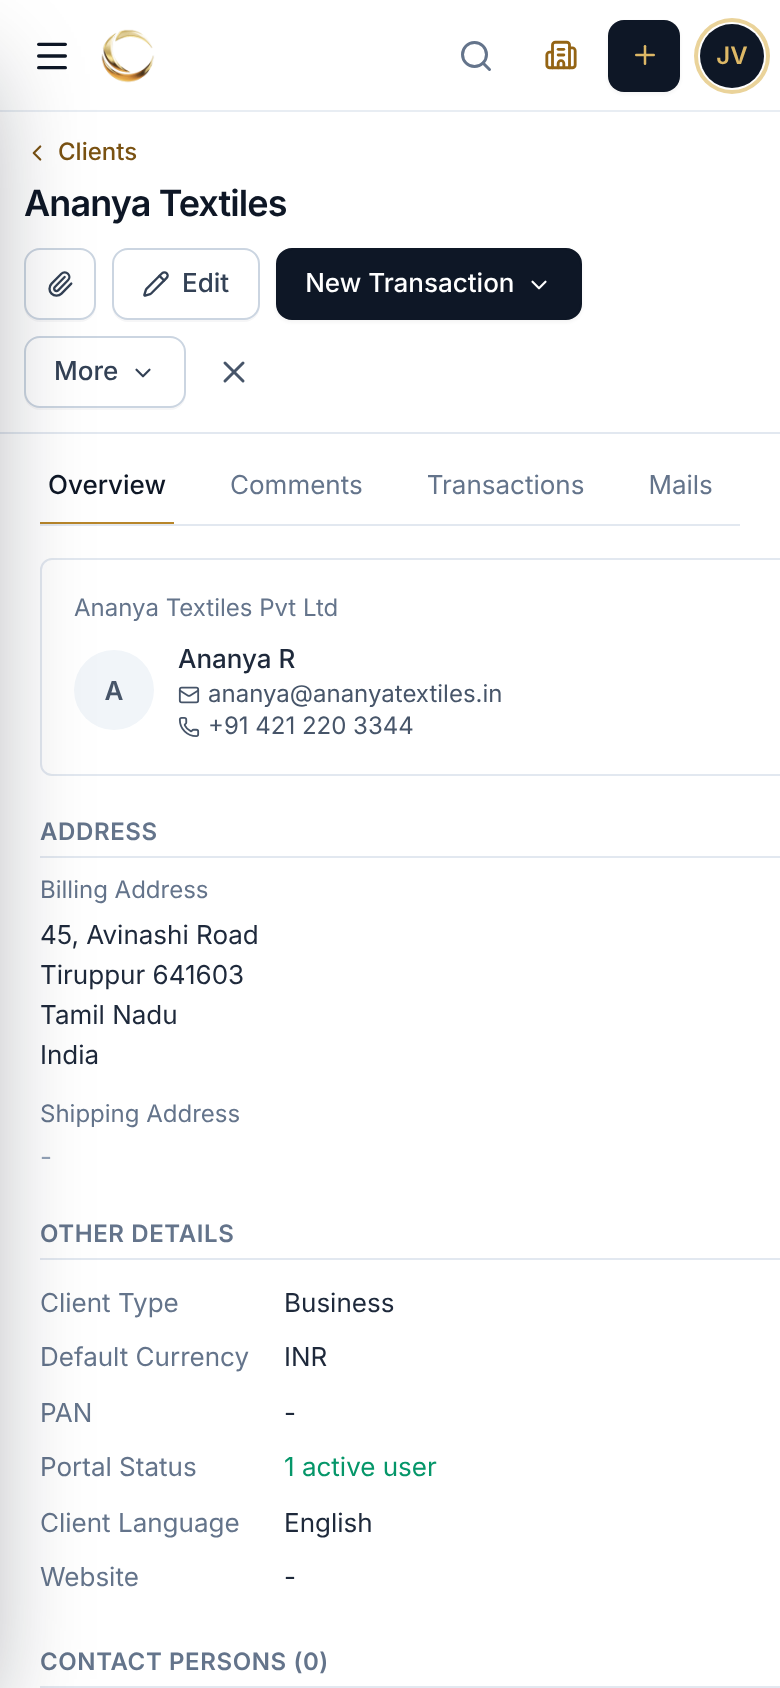 JV
Clients
Ananya Textiles
Edit
New Transaction
More
Overview Comments Transactions Mails
Ananya Textiles Pvt Ltd
A
Ananya R
ananya@ananyatextiles.in
+91 421 220 3344
ADDRESS
Billing Address
45, Avinashi Road
Tiruppur 641603
Tamil Nadu
India
Shipping Address
-
OTHER DETAILS
Client Type Business
Default Currency INR
PAN -
Portal Status 1 active user
Client Language English
Website -
CONTACT PERSONS (0)